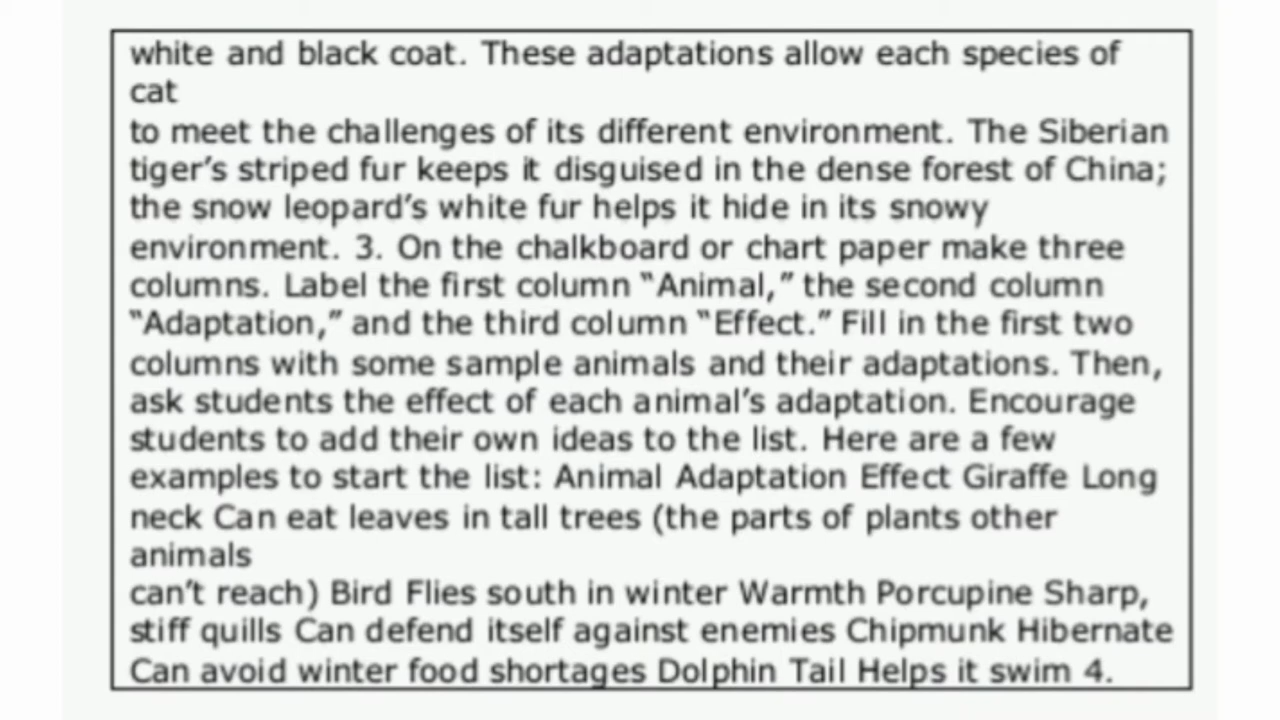 white and black coat. These adaptations allow each species of
cat
to meet the challenges of its different environment. The Siberian
tiger’s striped fur keeps it disguised in the dense forest of China;
the snow leopard’s white fur helps it hide in its snowy
environment. 3. On the chalkboard or chart paper make three
columns. Label the first column “Animal,” the second column
“Adaptation,” and the third column “Effect.” Fill in the first two
columns with some sample animals and their adaptations. Then,
ask students the effect of each animal’s adaptation. Encourage
students to add their own ideas to the list. Here are a few
examples to start the list: Animal Adaptation Effect Giraffe Long
neck Can eat leaves in tall trees (the parts of plants other
animals
can’t reach) Bird Flies south in winter Warmth Porcupine Sharp,
stiff quills Can defend itself against enemies Chipmunk Hibernate
Can avoid winter food shortages Dolphin Tail Helps it swim 4.